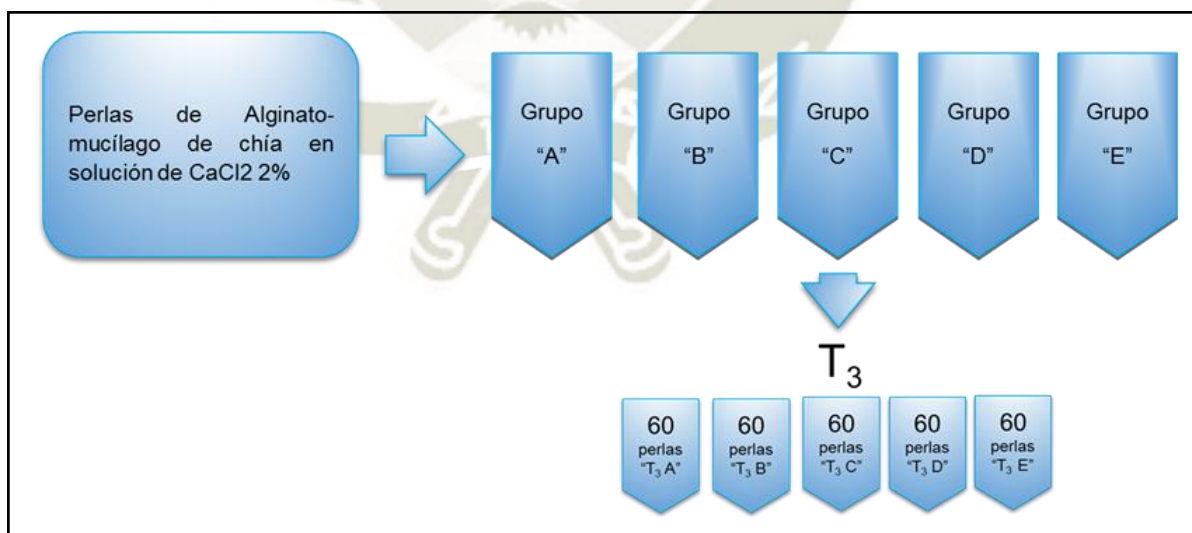 Perlas de Alginato-
mucílago de chía en
solución de CaCl2 2%
Grupo
“A”
Grupo
“B”
Grupo
“C”
Grupo
“D”
Grupo
“E”
T₃
60
perlas
“T₃ A”
60
perlas
“T₃ B”
60
perlas
“T₃ C”
60
perlas
“T₃ D”
60
perlas
“T₃ E”